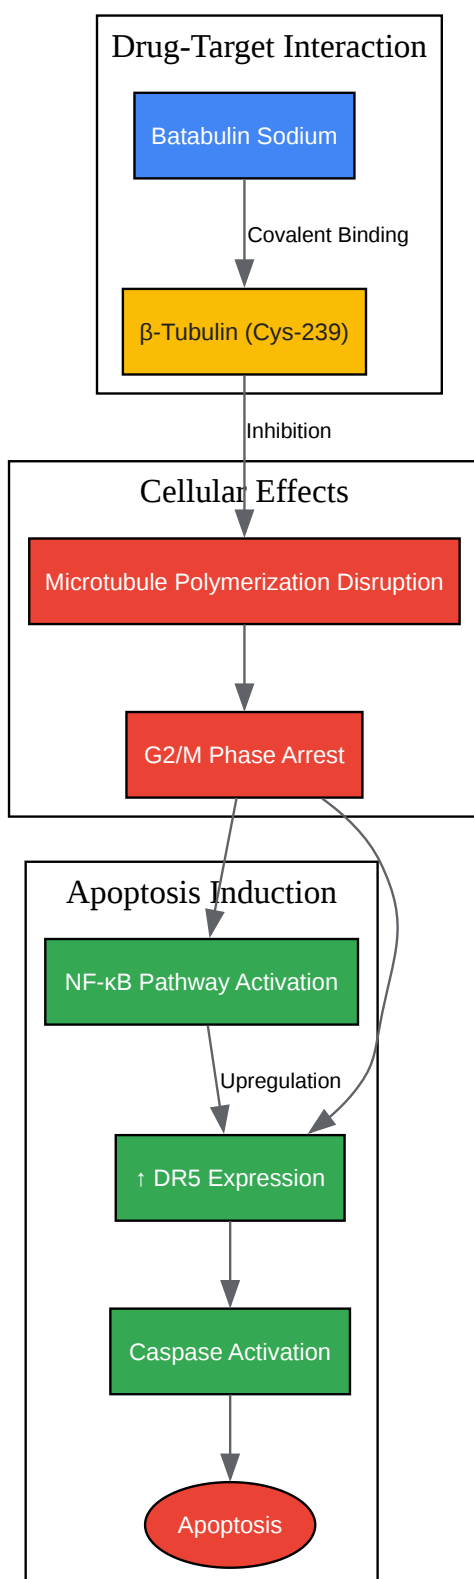 Drug-Target Interaction
Batabulin Sodium
Covalent Binding
β-Tubulin (Cys-239)
Inhibition
Cellular Effects
Microtubule Polymerization Disruption
G2/M Phase Arrest
Apoptosis Induction
NF-κB Pathway Activation
Upregulation
↑ DR5 Expression
Caspase Activation
Apoptosis